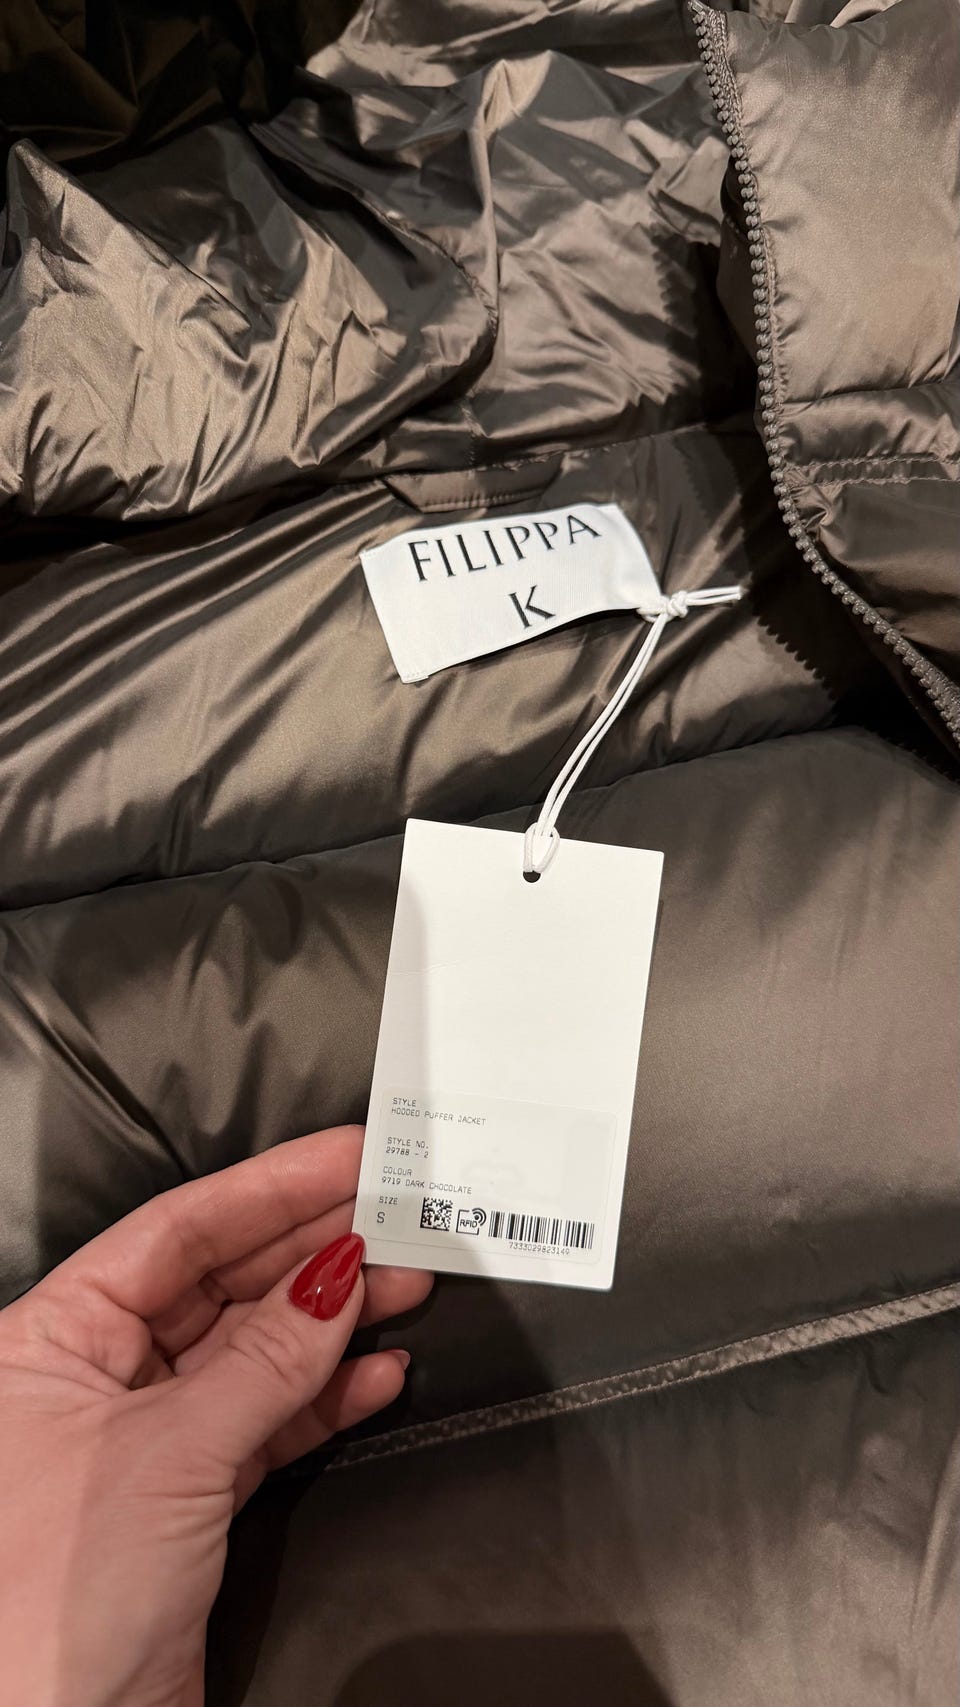 FILIPPA
K
STYLE
HOODED PUFFER JACKET
STYLE NO.
29788 - 2
COLOUR
9719 DARK CHOCOLATE
SIZE
S
RFID
7333029823149